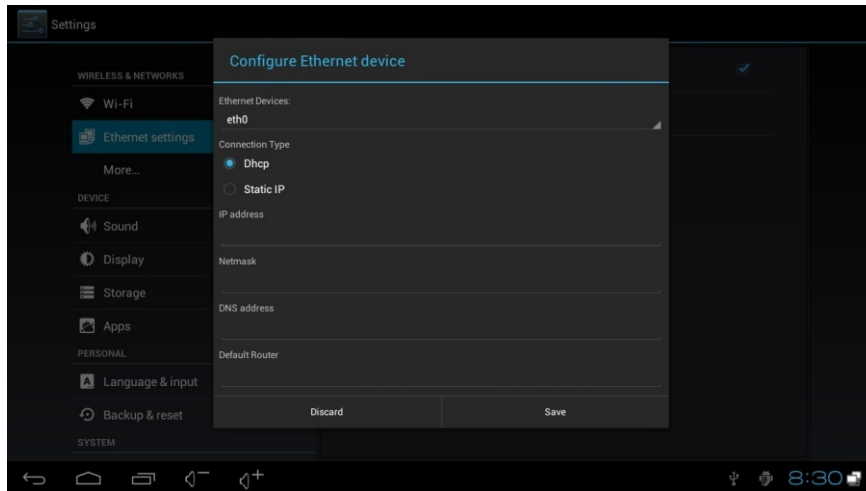 Settings
WIRELESS & NETWORKS
Wi-Fi
Ethernet settings
More...
DEVICE
Sound
Display
Storage
Apps
PERSONAL
Language & input
Backup & reset
SYSTEM
Configure Ethernet device
Ethernet Devices:
eth0
Connection Type
Dhcp
Static IP
IP address
Netmask
DNS address
Default Router
Discard
Save
8:30